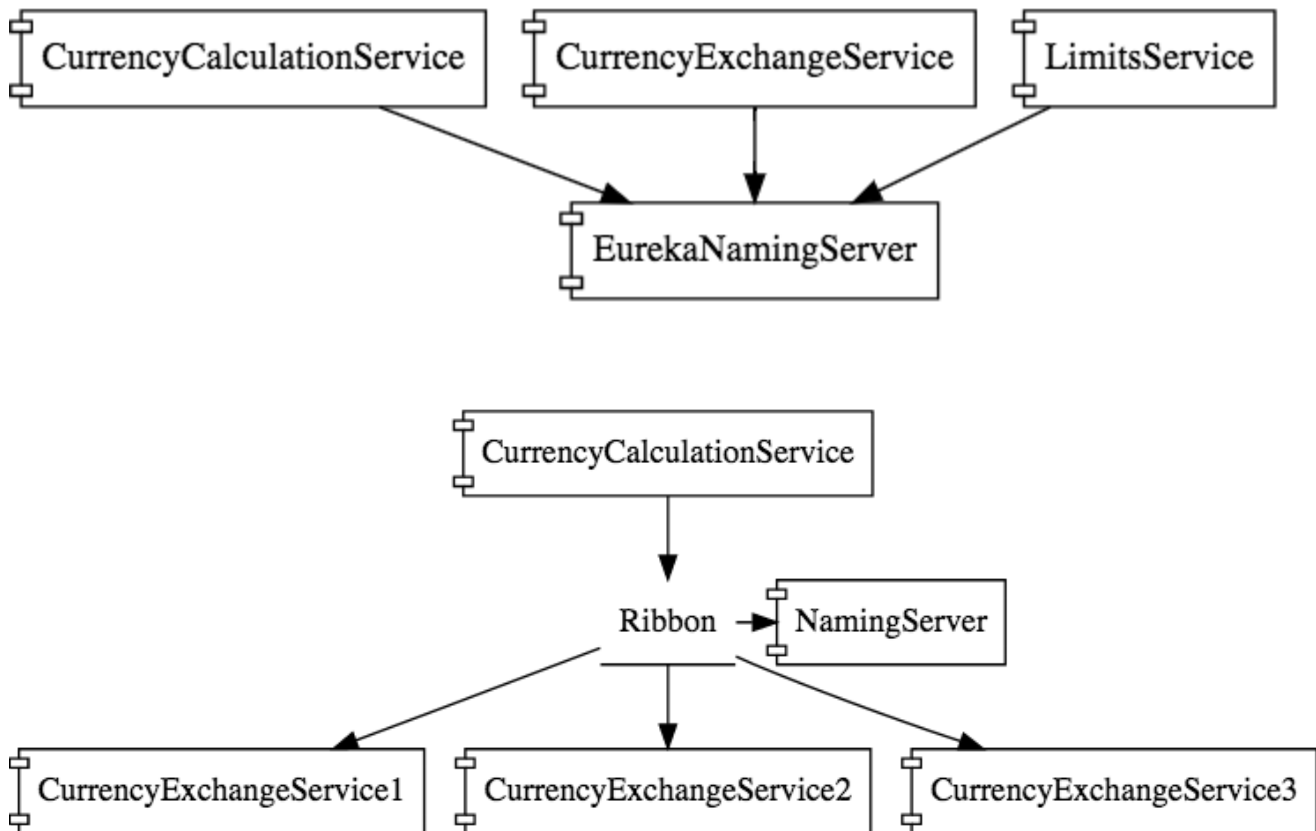 CurrencyCalculationService
CurrencyExchangeService
LimitsService
EurekaNamingServer
CurrencyCalculationService
Ribbon
NamingServer
CurrencyExchangeService1
CurrencyExchangeService2
CurrencyExchangeService3